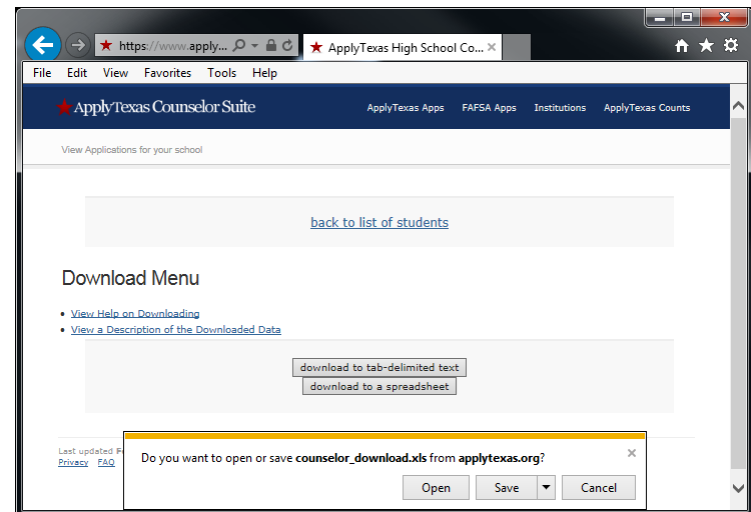 https://www.apply...
ApplyTexas High School Co...
File Edit View Favorites Tools Help
ApplyTexas Counselor Suite
ApplyTexas Apps FAFSA Apps Institutions ApplyTexas Counts
View Applications for your school
back to list of students
Download Menu
• View Help on Downloading
• View a Description of the Downloaded Data
download to tab-delimited text
download to a spreadsheet
Last updated
Privacy FAQ
Do you want to open or save counselor_download.xls from applytexas.org?
Open Save Cancel